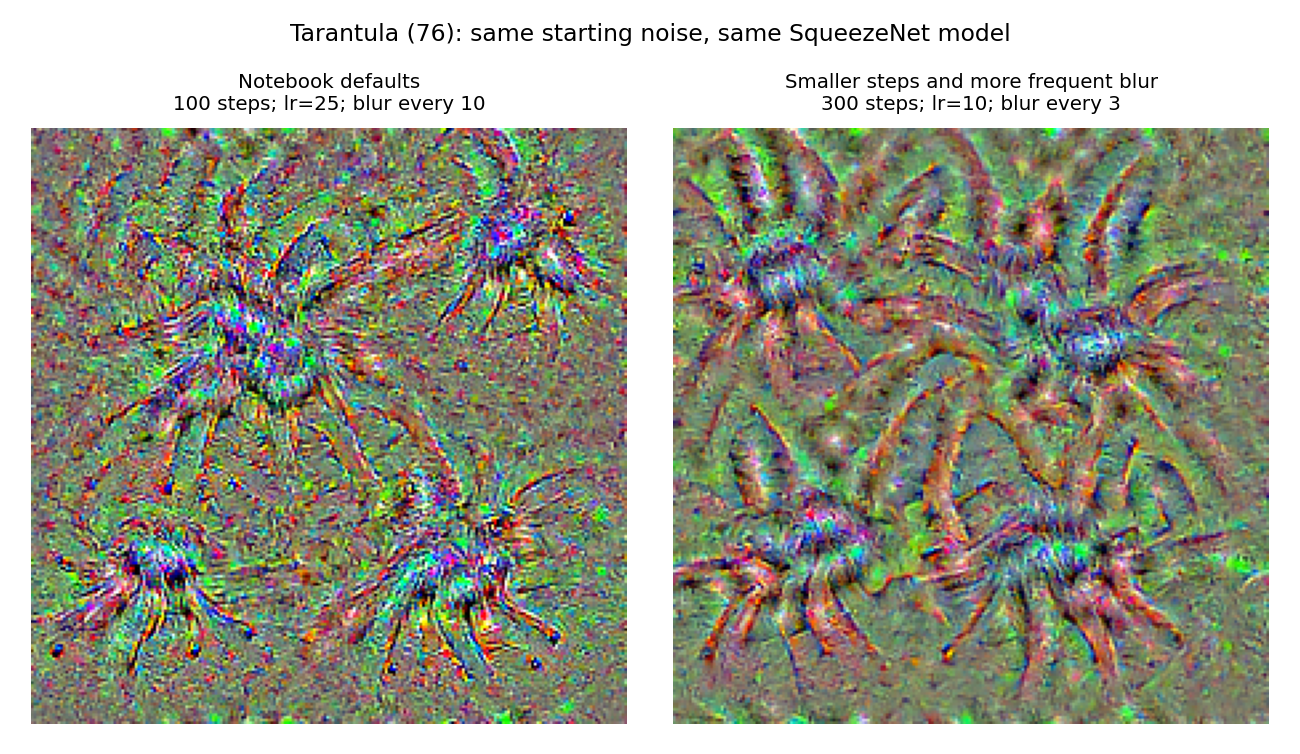 Tarantula (76): same starting noise, same SqueezeNet model
Notebook defaults
100 steps; lr=25; blur every 10
Smaller steps and more frequent blur
300 steps; lr=10; blur every 3